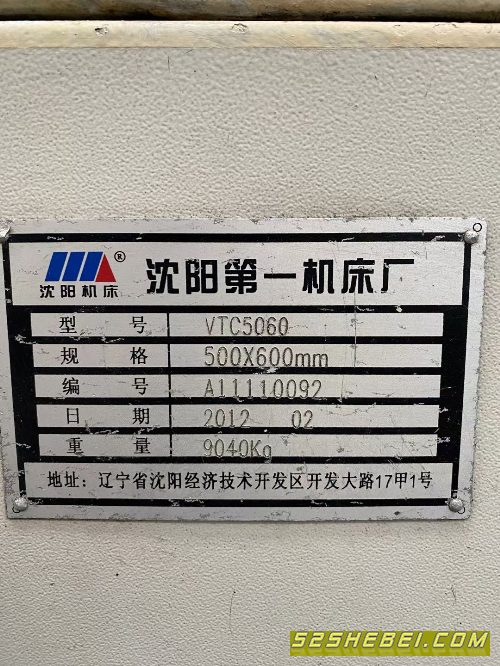 沈阳机床 ® 沈阳第一机床厂
型 号 VTC5060
规 格 500X600mm
编 号 A11110092
日 期 2012 02
重 量 9040Kg
地址: 辽宁省沈阳经济技术开发区开发大路17甲1号
52SHEBEI.COM